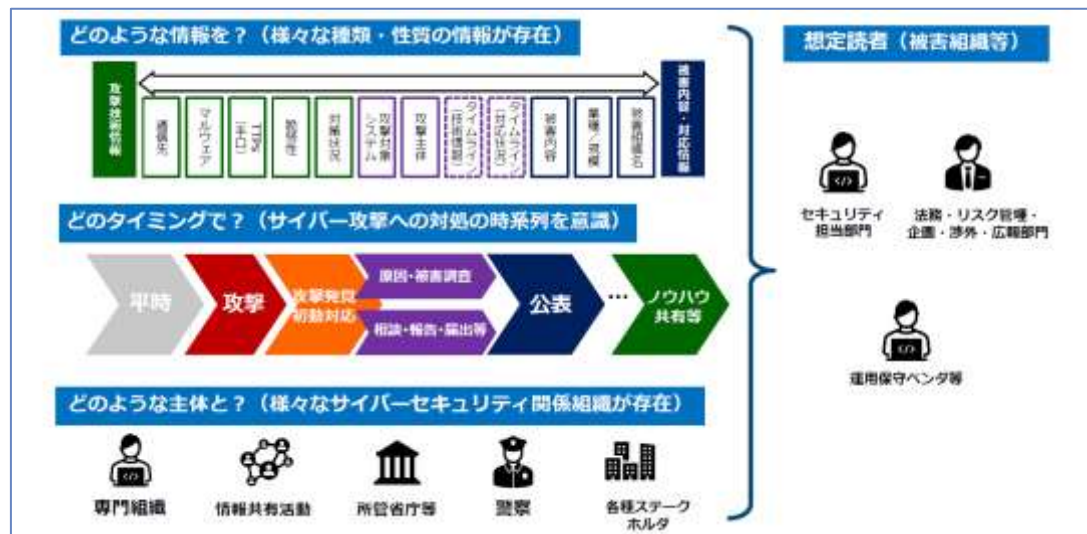 どのような情報を？（様々な種類・性質の情報が存在）
攻撃技術情報
通信先
マルウェア
TTPs
（手口）
脆弱性
対策状況
攻撃対象
システム
攻撃主体
タイムライン
（技術情報）
タイムライン
（対応状況）
被害内容
業種／規模
被害組織名
被害内容・対応情報
どのタイミングで？（サイバー攻撃への対処の時系列を意識）
平時
攻撃
攻撃発覚
初動対応
原因・被害調査
相談・報告・届出等
公表
…
ノウハウ
共有等
どのような主体と？（様々なサイバーセキュリティ関係組織が存在）
専門組織
情報共有活動
所管省庁等
警察
各種ステーク
ホルダ
想定読者（被害組織等）
セキュリティ
担当部門
法務・リスク管理・
企画・渉外・広報部門
運用保守ベンダ等